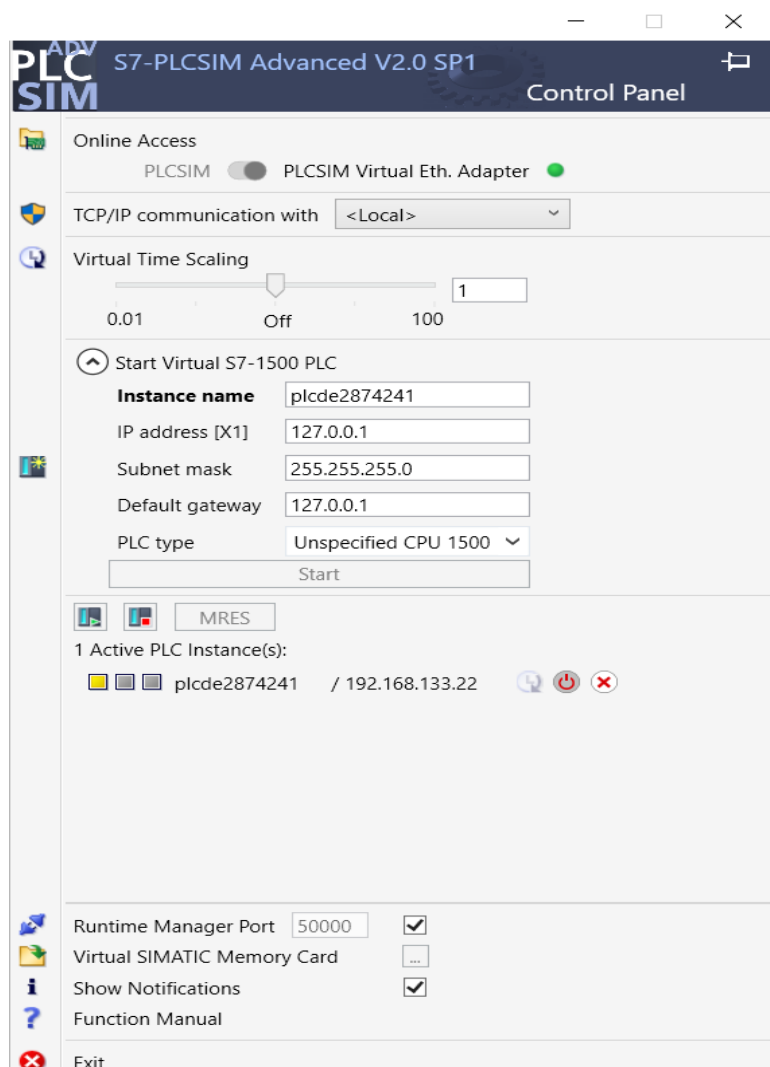 ADV
PLC
SIM
S7-PLCSIM Advanced V2.0 SP1
Control Panel
Online Access
PLCSIM PLCSIM Virtual Eth. Adapter
TCP/IP communication with <Local>
Virtual Time Scaling
1
0.01 Off 100
Start Virtual S7-1500 PLC
Instance name plcde2874241
IP address [X1] 127.0.0.1
Subnet mask 255.255.255.0
Default gateway 127.0.0.1
PLC type Unspecified CPU 1500
Start
MRES
1 Active PLC Instance(s):
plcde2874241 / 192.168.133.22
Runtime Manager Port 50000
Virtual SIMATIC Memory Card ...
Show Notifications
Function Manual
Exit